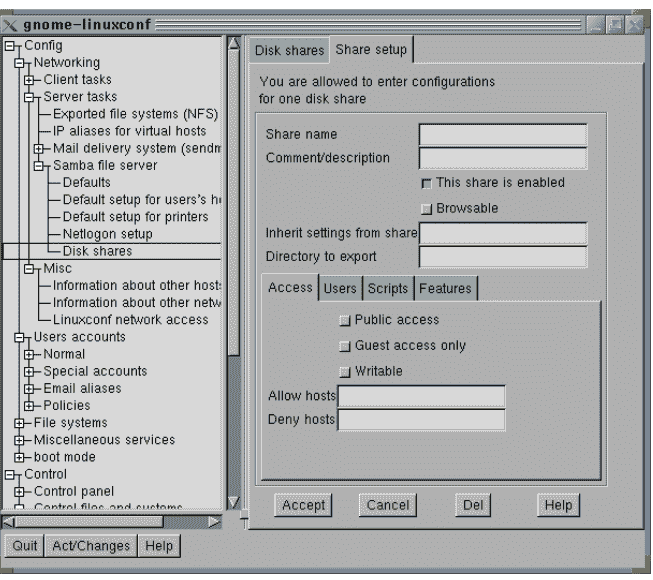 gnome-linuxconf
Config
Networking
Client tasks
Server tasks
Exported file systems (NFS)
IP aliases for virtual hosts
Mail delivery system (sendm
Samba file server
Defaults
Default setup for users's h
Default setup for printers
Netlogon setup
Disk shares
Misc
Information about other host
Information about other netw
Linuxconf network access
Users accounts
Normal
Special accounts
Email aliases
Policies
File systems
Miscellaneous services
boot mode
Control
Control panel
Control files and systems
Disk shares Share setup
You are allowed to enter configurations
for one disk share
Share name
Comment/description
This share is enabled
Browsable
Inherit settings from share
Directory to export
Access Users Scripts Features
Public access
Guest access only
Writable
Allow hosts
Deny hosts
Accept Cancel Del Help
Quit Act/Changes Help